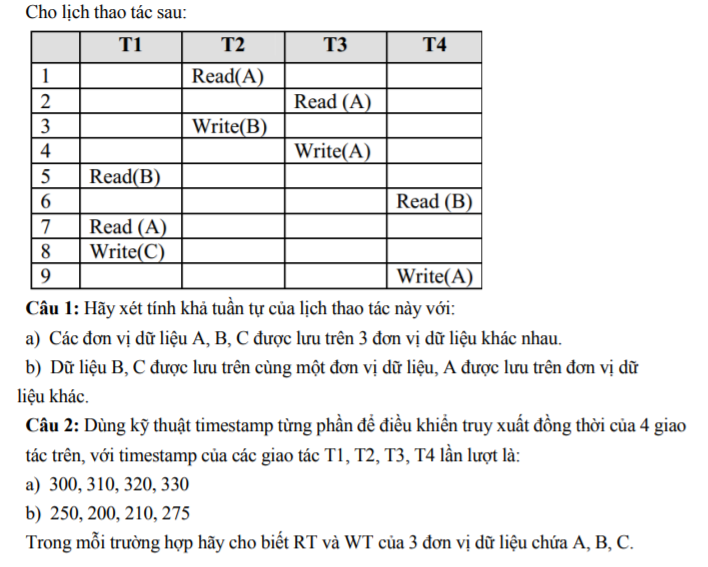 Cho lịch thao tác sau:
T1 T2 T3 T4
1 Read(A)
2 Read (A)
3 Write(B)
4 Write(A)
5 Read(B)
6 Read (B)
7 Read (A)
8 Write(C)
9 Write(A)
Câu 1: Hãy xét tính khả tuần tự của lịch thao tác này với:
a) Các đơn vị dữ liệu A, B, C được lưu trên 3 đơn vị dữ liệu khác nhau.
b) Dữ liệu B, C được lưu trên cùng một đơn vị dữ liệu, A được lưu trên đơn vị dữ
liệu khác.
Câu 2: Dùng kỹ thuật timestamp từng phần để điều khiển truy xuất đồng thời của 4 giao
tác trên, với timestamp của các giao tác T1, T2, T3, T4 lần lượt là:
a) 300, 310, 320, 330
b) 250, 200, 210, 275
Trong mỗi trường hợp hãy cho biết RT và WT của 3 đơn vị dữ liệu chứa A, B, C.